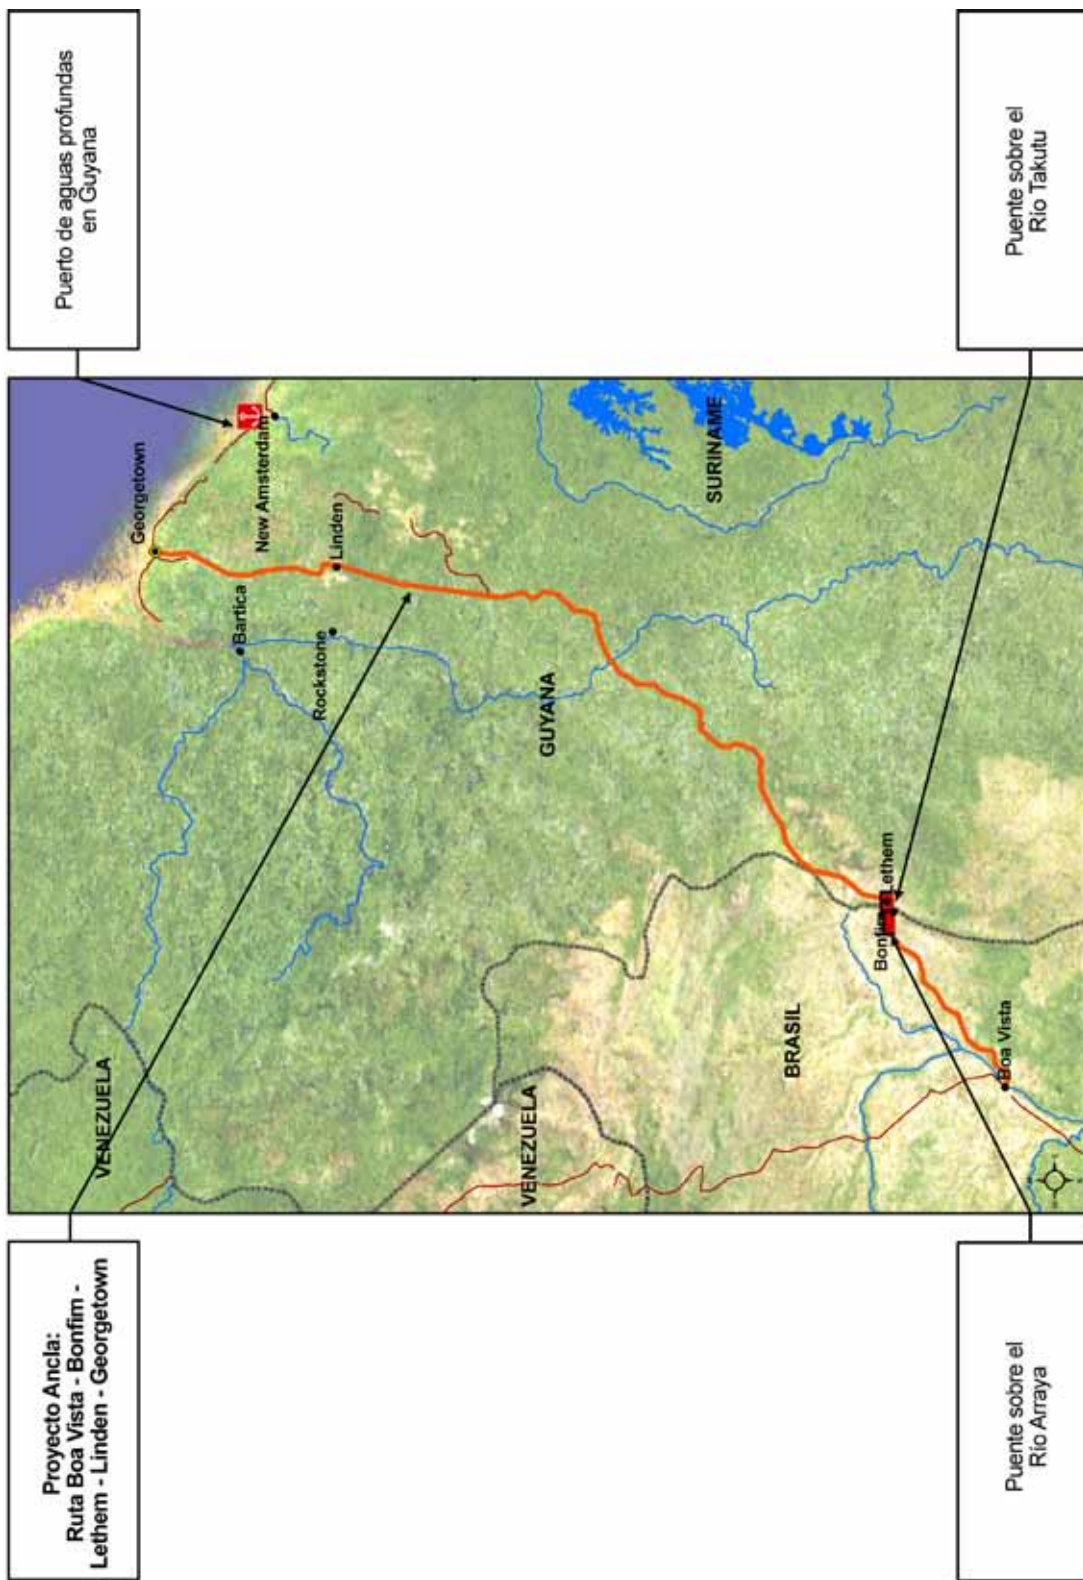 Proyecto Ancla:
Ruta Boa Vista - Bonfim -
Lethem - Linden - Georgetown
Puerto de aguas profundas
en Guyana
VENEZUELA
Georgetown
Bartica
New Amsterdam
Rockstone
Linden
VENEZUELA
GUYANA
SURINAME
BRASIL
Bonfim
Lethem
Boa Vista
Puente sobre el
Río Arraya
Puente sobre el
Río Takutu